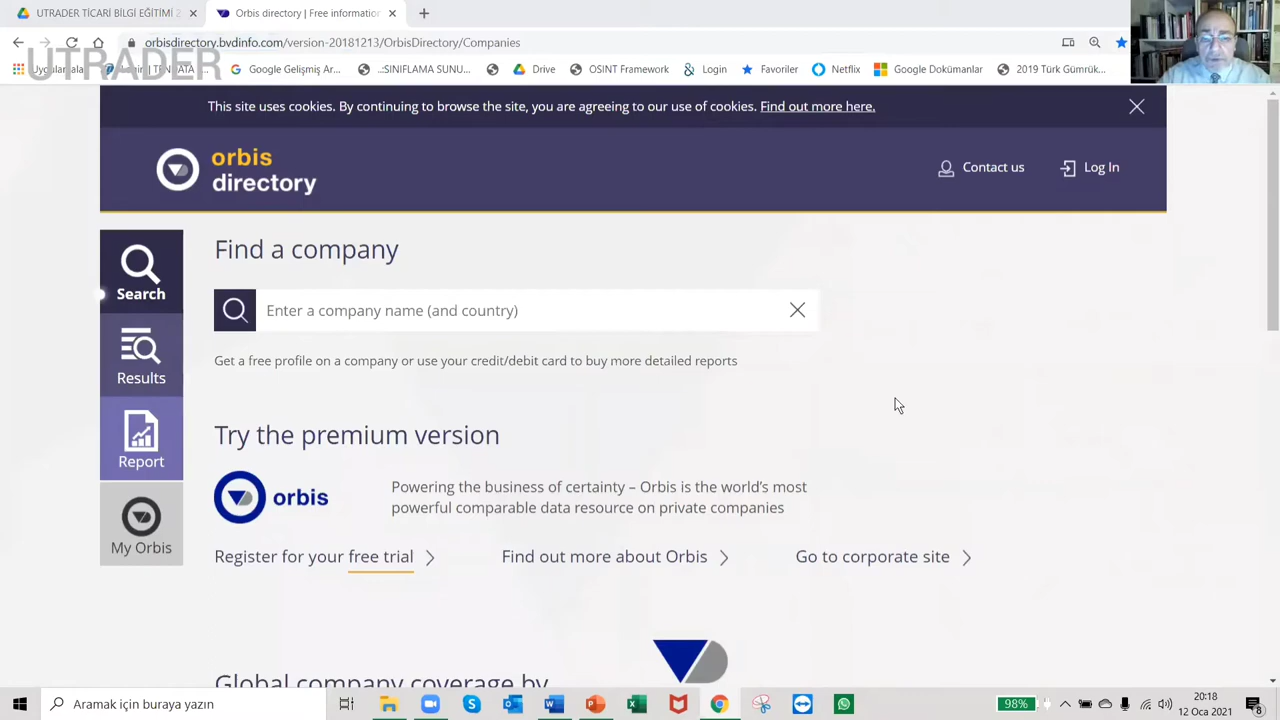 UTRADER TİCARİ BİLGİ EĞİTİMİ 2
Orbis directory | Free information
orbisdirectory.bvdinfo.com/version-20181213/OrbisDirectory/Companies
UTRADER
Google Gelişmiş Ar...
..:SINIFLAMA SUNU...
Drive
OSINT Framework
Login
Favoriler
Netflix
Google Dokümanlar
2019 Türk Gümrük...
This site uses cookies. By continuing to browse the site, you are agreeing to our use of cookies. Find out more here.
orbis
directory
Contact us
Log In
Search
Results
Report
My Orbis
Find a company
Enter a company name (and country)
Get a free profile on a company or use your credit/debit card to buy more detailed reports
Try the premium version
orbis
Powering the business of certainty – Orbis is the world's most
powerful comparable data resource on private companies
Register for your free trial
Find out more about Orbis
Go to corporate site
Global company coverage by
Aramak için buraya yazın
98%
20:18
12 Oca 2021
8